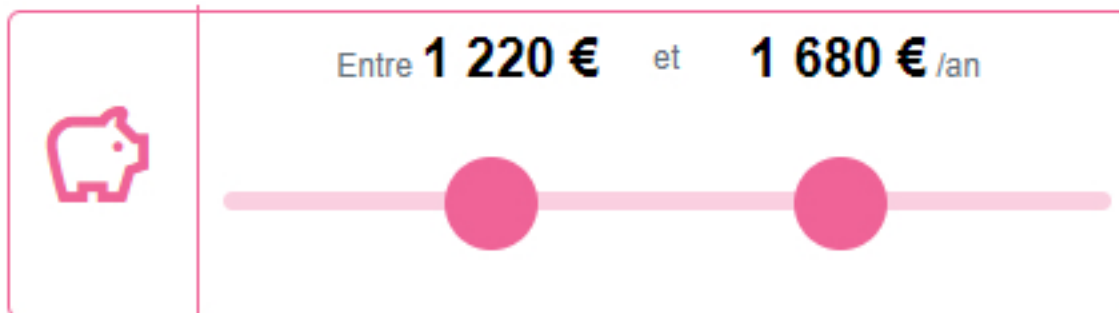 Entre 1 220 € et 1 680 € /an